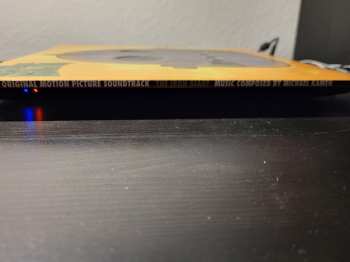 ORIGINAL MOTION PICTURE SOUNDTRACK MUSIC COMPOSED BY MICHAEL KAMEN